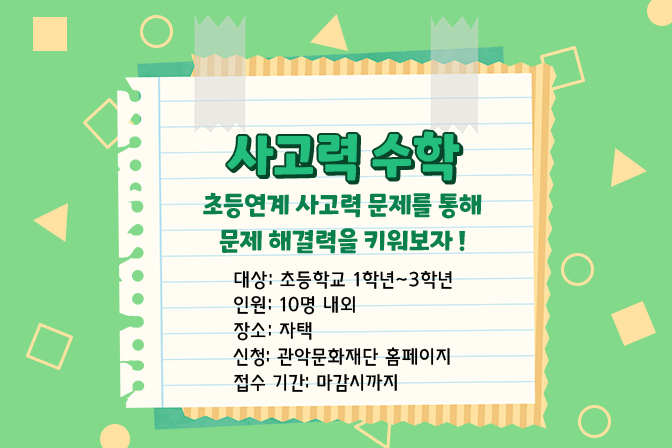 사고력 수학
초등연계 사고력 문제를 통해
문제 해결력을 키워보자 !
대상: 초등학교 1학년~3학년
인원: 10명 내외
장소: 자택
신청: 관악문화재단 홈페이지
접수 기간: 마감시까지